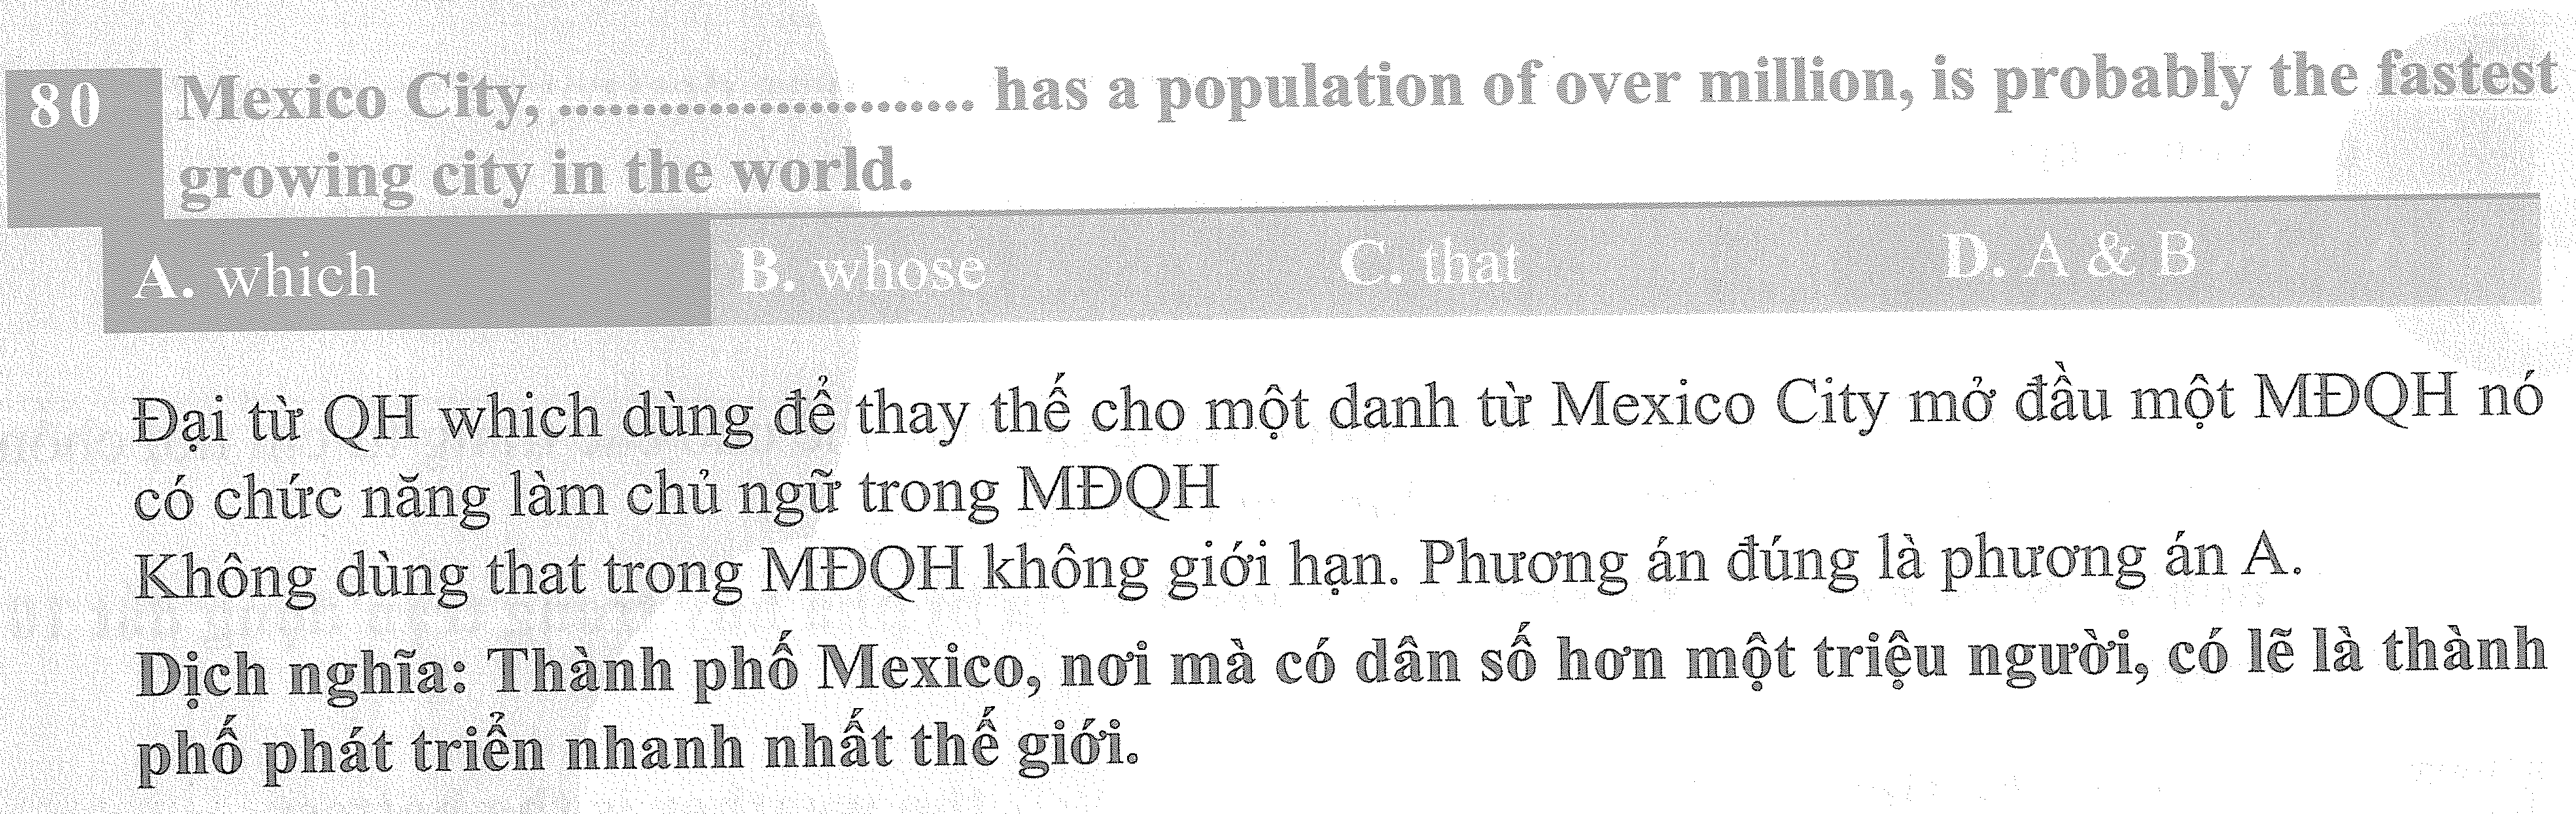 80 Mexico City, ........................ has a population of over million, is probably the fastest
growing city in the world.
A. which B. whose C. that D. A & B
Đại từ QH which dùng để thay thế cho một danh từ Mexico City mở đầu một MĐQH nó
có chức năng làm chủ ngữ trong MĐQH
Không dùng that trong MĐQH không giới hạn. Phương án đúng là phương án A.
Dịch nghĩa: Thành phố Mexico, nơi mà có dân số hơn một triệu người, có lẽ là thành
phố phát triển nhanh nhất thế giới.